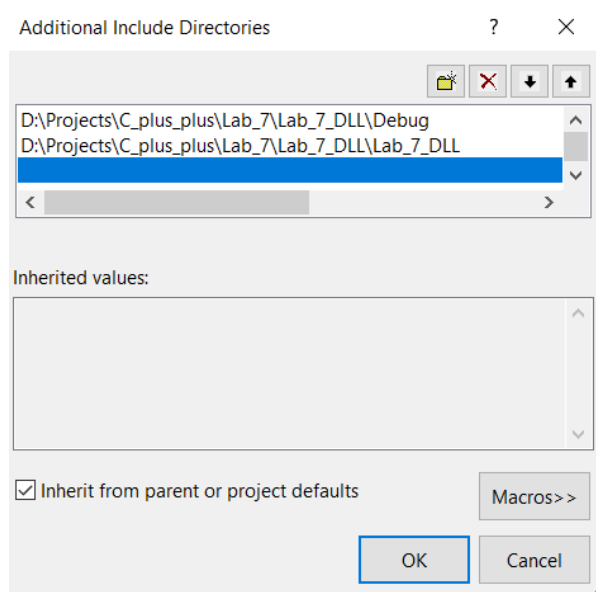 Additional Include Directories
D:\Projects\C_plus_plus\Lab_7\Lab_7_DLL\Debug
D:\Projects\C_plus_plus\Lab_7\Lab_7_DLL\Lab_7_DLL
Inherited values:
Inherit from parent or project defaults
Macros>>
OK
Cancel